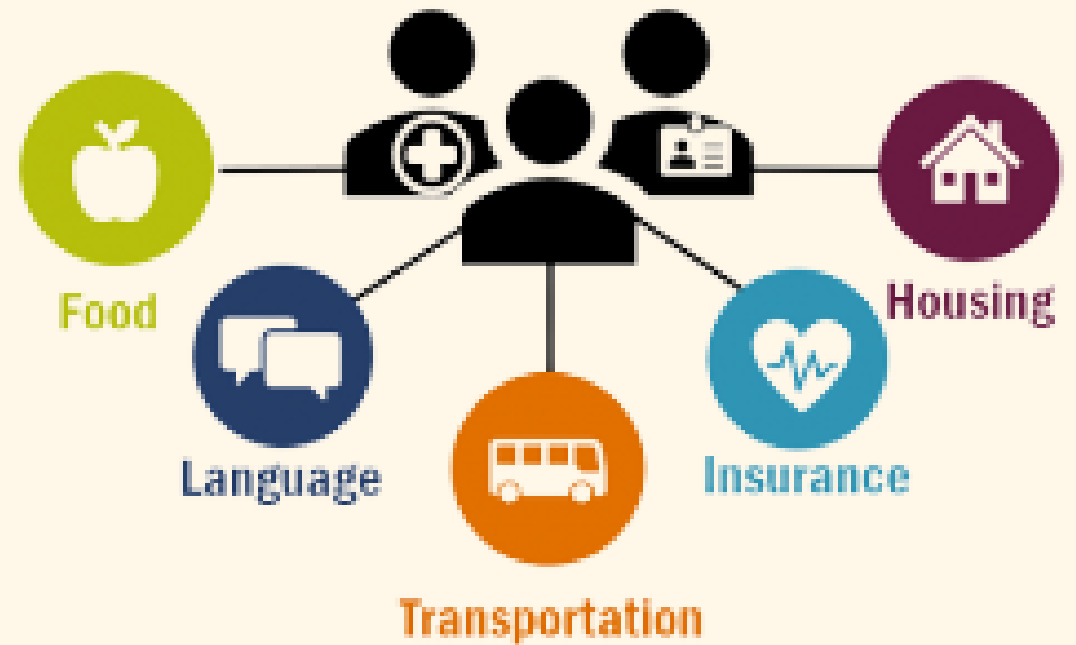 Food
Housing
Language
Insurance
Transportation